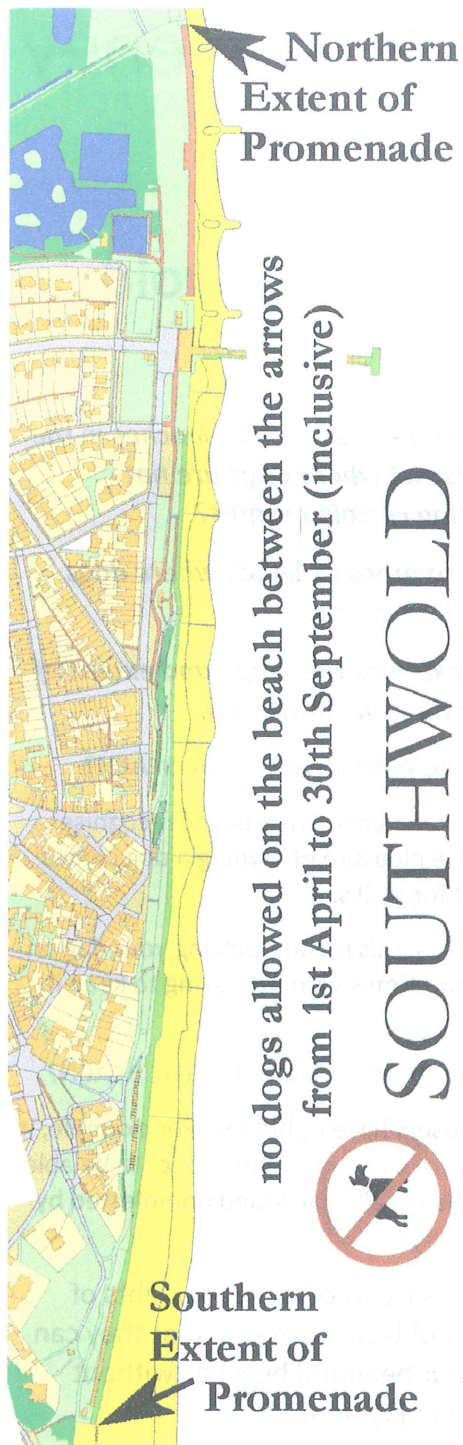 Northern
Extent of
Promenade
no dogs allowed on the beach between the arrows
from 1st April to 30th September (inclusive)
SOUTHWOLD
Southern
Extent of
Promenade